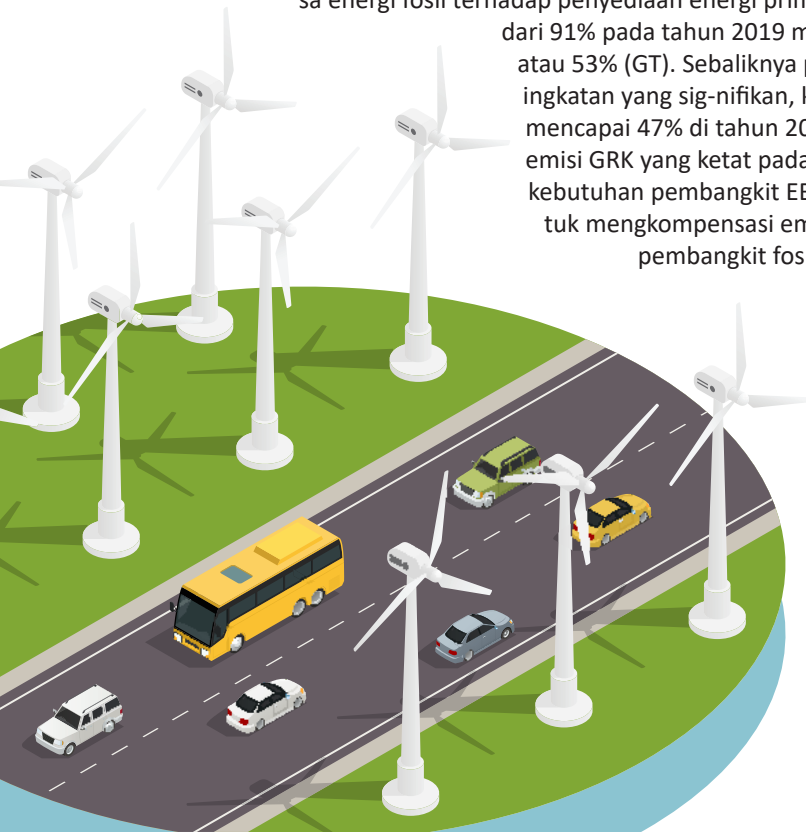 sa energi fosil terhadap penyediaan energi prim
dari 91% pada tahun 2019 m
atau 53% (GT). Sebaliknya p
ingkatan yang sig-nifikan, k
mencapai 47% di tahun 20
emisi GRK yang ketat pada
kebutuhan pembangkit EB
tuk mengkompensasi em
pembangkit fos